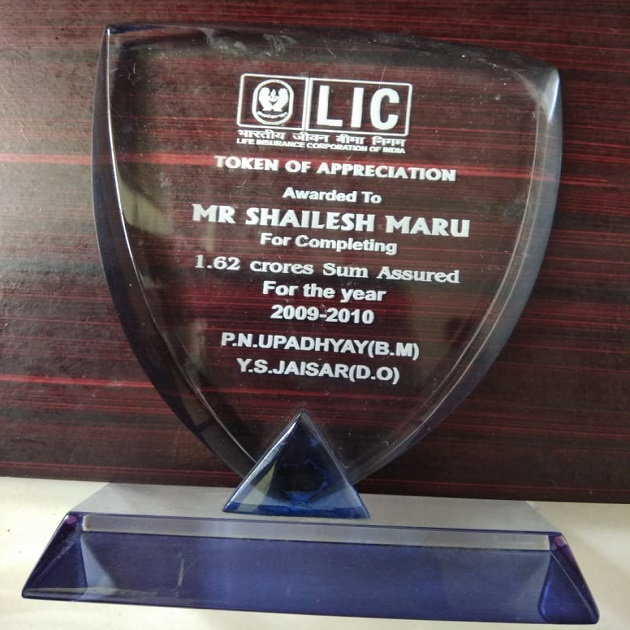 LIC
भारतीय जीवन बीमा निगम
LIFE INSURANCE CORPORATION OF INDIA
TOKEN OF APPRECIATION
Awarded To
MR SHAILESH MARU
For Completing
1.62 crores Sum Assured
For the year
2009-2010
P.N.UPADHYAY(B.M)
Y.S.JAISAR(D.O)